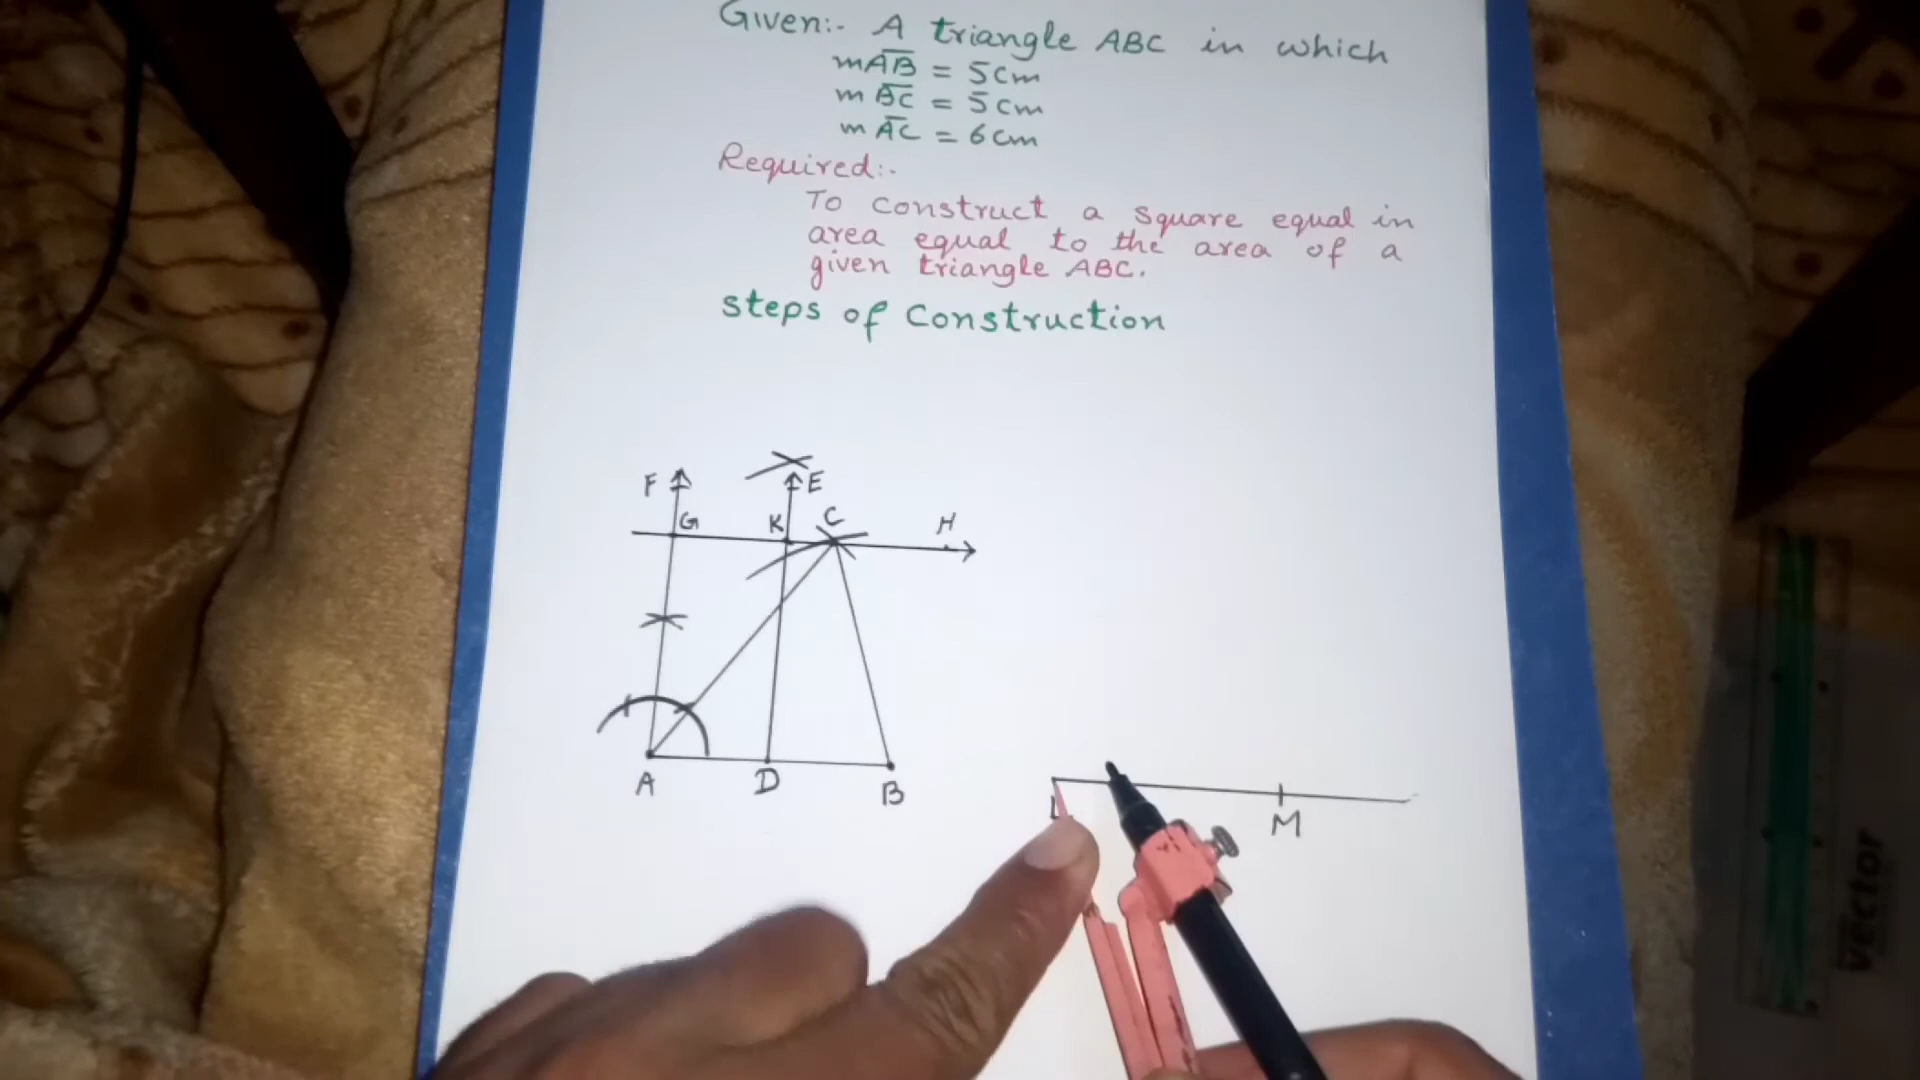 Given:- A triangle ABC in which
mAB = 5cm
mBC = 5cm
mAC = 6cm
Required:-
To construct a square equal in
area equal to the area of a
given triangle ABC.
Steps of Construction
F E
G K C H
A D B
L M
Vector